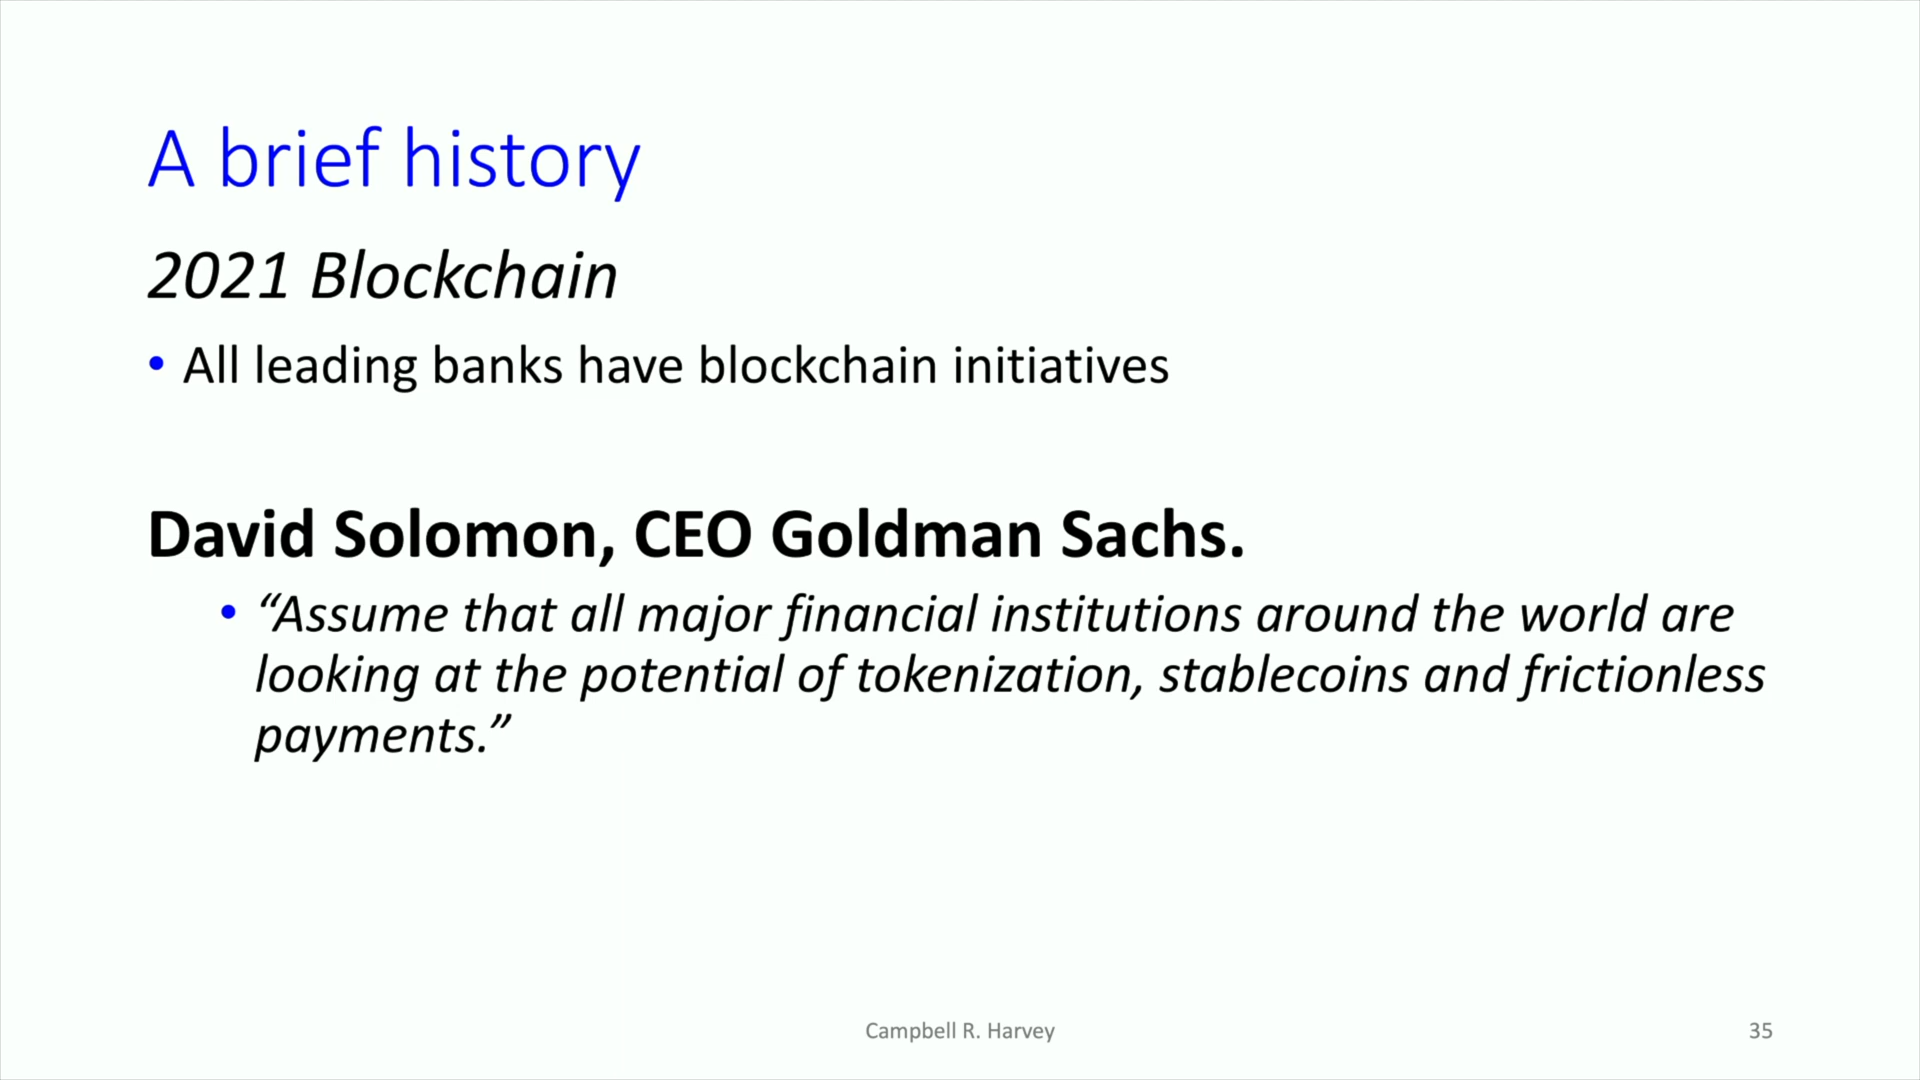 A brief history
2021 Blockchain
• All leading banks have blockchain initiatives
David Solomon, CEO Goldman Sachs.
• “Assume that all major financial institutions around the world are
looking at the potential of tokenization, stablecoins and frictionless
payments.”
Campbell R. Harvey
35